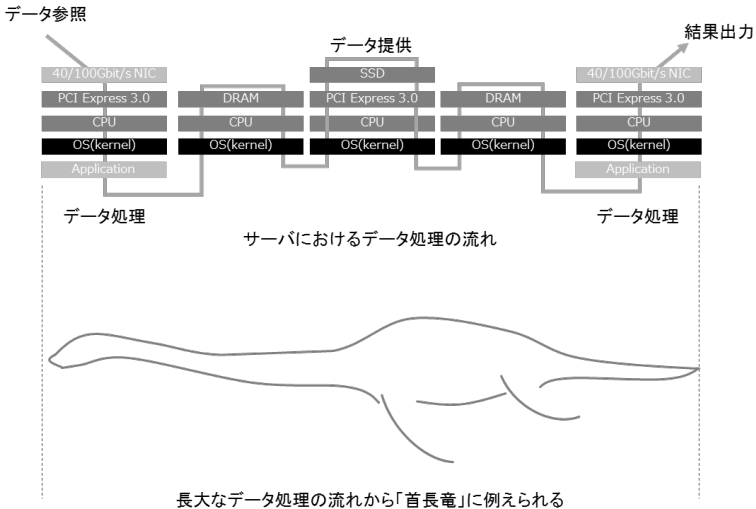 データ参照
結果出力
データ提供
40/100Gbit/s NIC
PCI Express 3.0
CPU
OS(kernel)
Application
データ処理
DRAM
CPU
OS(kernel)
SSD
PCI Express 3.0
CPU
OS(kernel)
DRAM
CPU
OS(kernel)
40/100Gbit/s NIC
PCI Express 3.0
CPU
OS(kernel)
Application
データ処理
サーバにおけるデータ処理の流れ
長大なデータ処理の流れから「首長竜」に例えられる